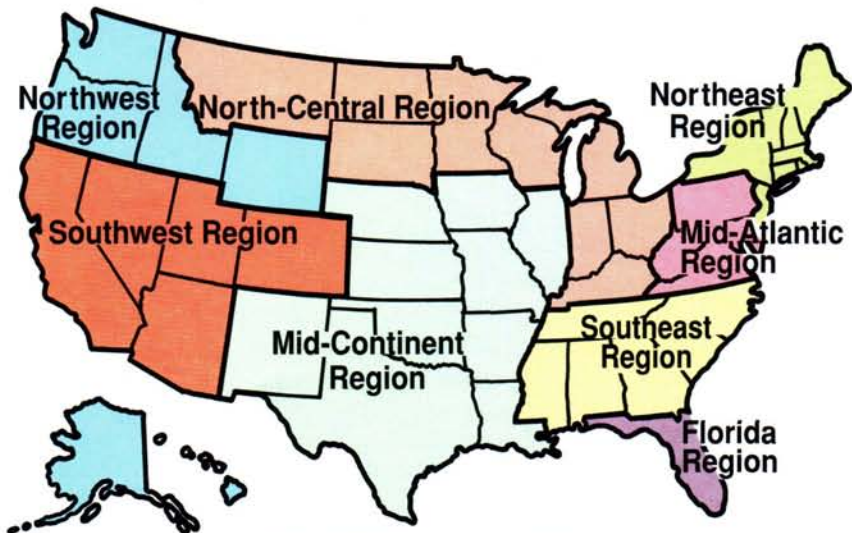 Northwest
Region
North-Central Region
Northeast
Region
Southwest Region
Mid-Atlantic
Region
Mid-Continent
Region
Southeast
Region
Florida
Region